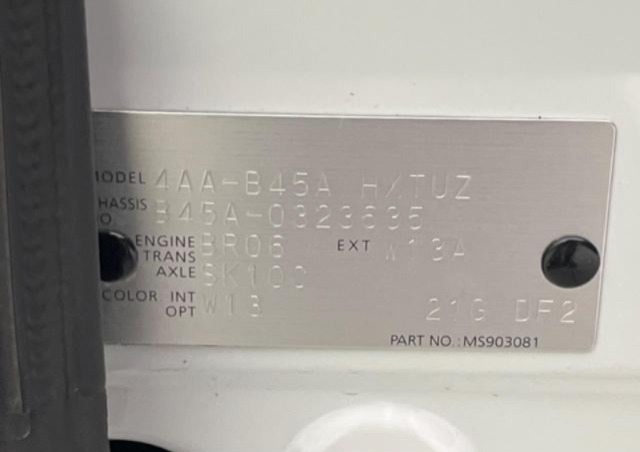 MODEL 4AA-B45A HXTUZ
CHASSIS B45A-0323635
NO.
ENGINE BR06 EXT W13A
TRANS
AXLE 5K100
COLOR INT W13
OPT 21G DF2
PART NO.:MS903081